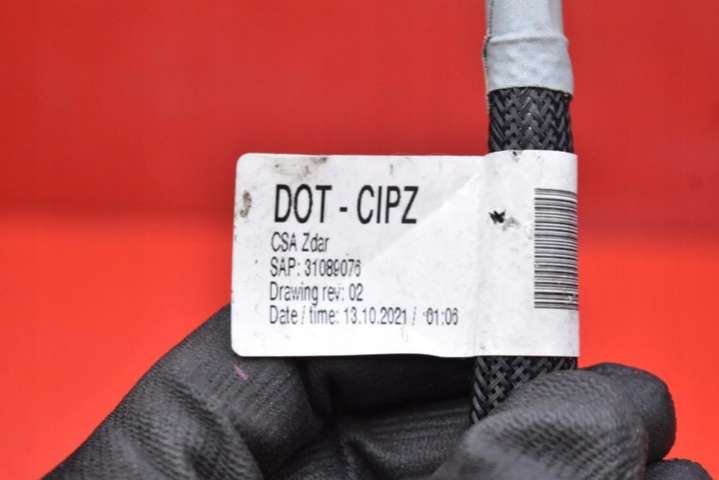 DOT - CIPZ
CSA Zdar
SAP: 31089076
Drawing rev: 02
Date / time: 13.10.2021 / 01:06